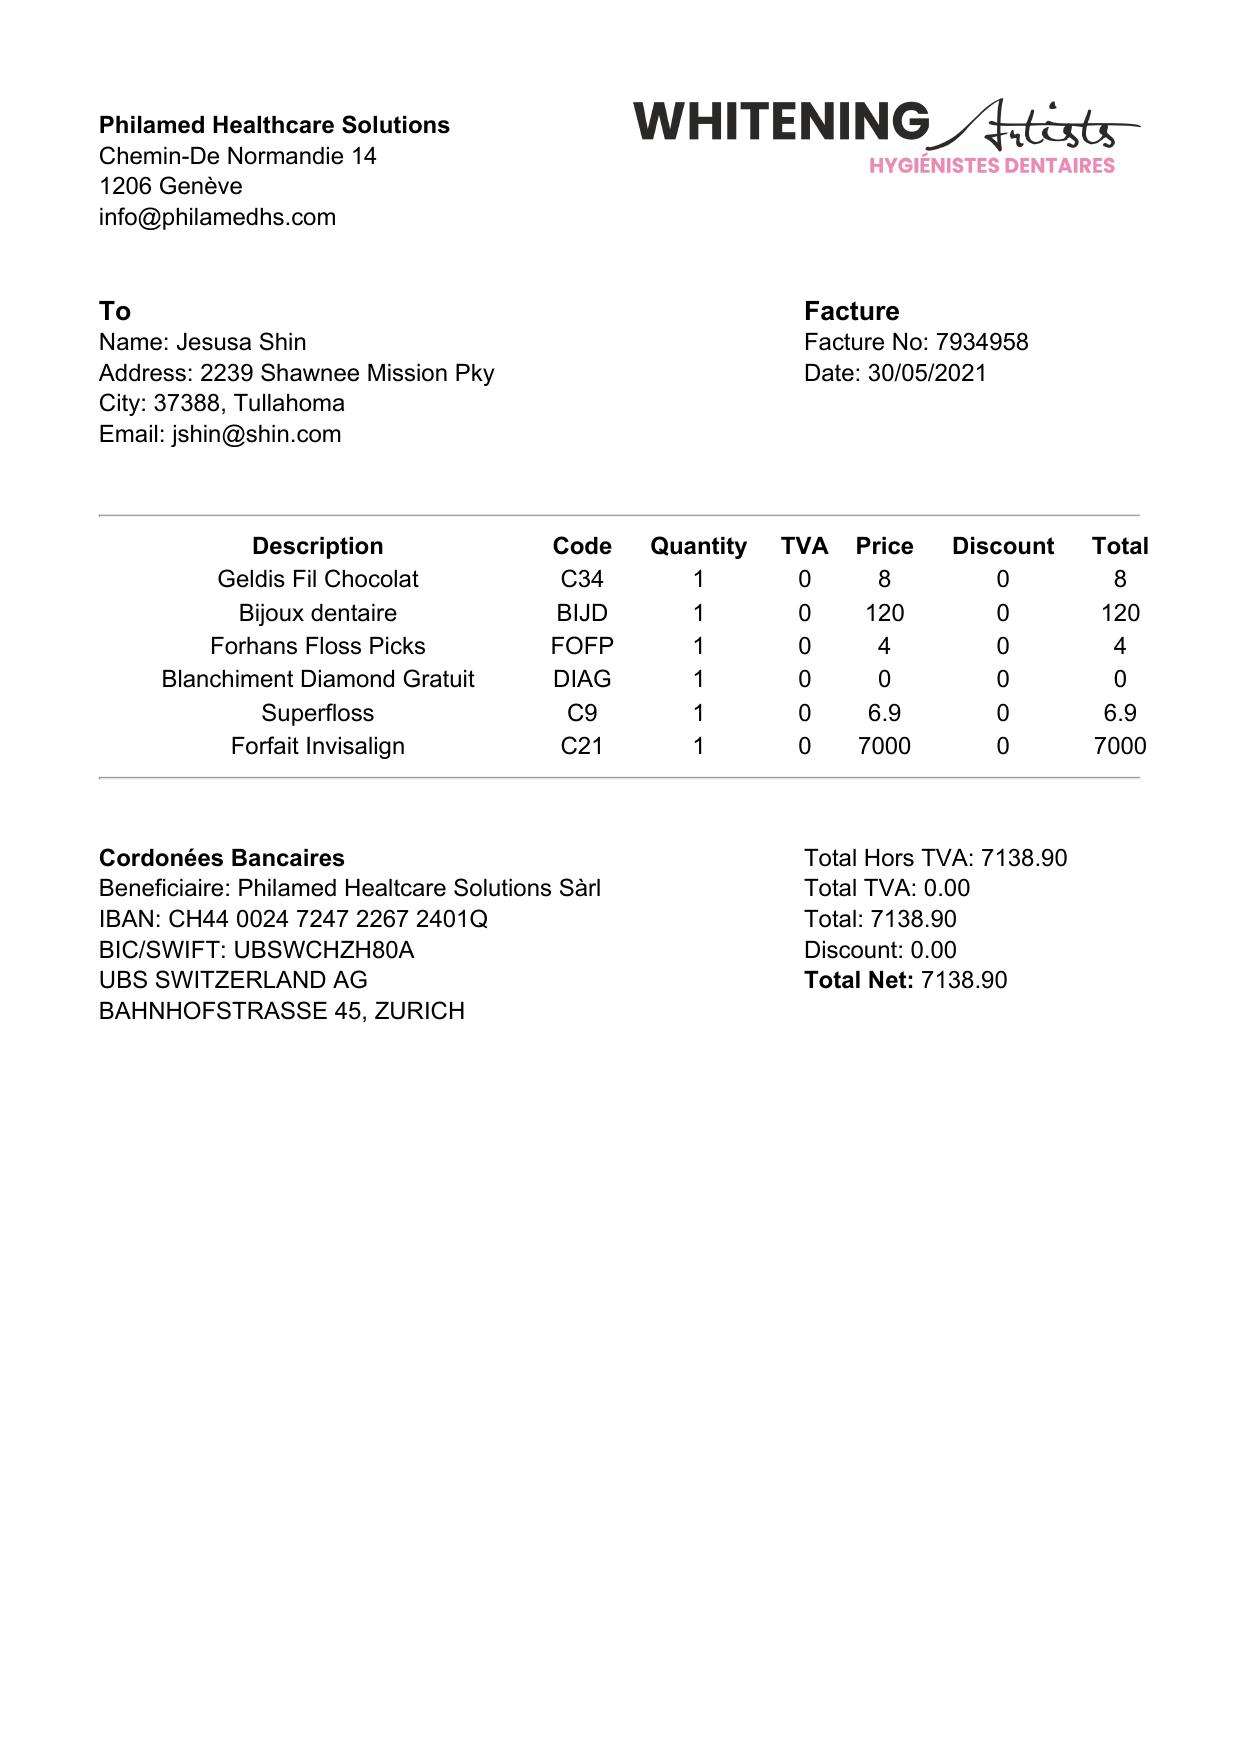 Philamed Healthcare Solutions
Chemin-De Normandie 14
1206 Genève
info@philamedhs.com
WHITENING Artists
HYGIÉNISTES DENTAIRES
To
Name: Jesusa Shin
Address: 2239 Shawnee Mission Pky
City: 37388, Tullahoma
Email: jshin@shin.com
Facture
Facture No: 7934958
Date: 30/05/2021
Description Code Quantity TVA Price Discount Total
Geldis Fil Chocolat C34 1 0 8 0 8
Bijoux dentaire BIJD 1 0 120 0 120
Forhans Floss Picks FOFP 1 0 4 0 4
Blanchiment Diamond Gratuit DIAG 1 0 0 0 0
Superfloss C9 1 0 6.9 0 6.9
Forfait Invisalign C21 1 0 7000 0 7000
Cordonées Bancaires
Beneficiaire: Philamed Healtcare Solutions Sàrl
IBAN: CH44 0024 7247 2267 2401Q
BIC/SWIFT: UBSWCHZH80A
UBS SWITZERLAND AG
BAHNHOFSTRASSE 45, ZURICH
Total Hors TVA: 7138.90
Total TVA: 0.00
Total: 7138.90
Discount: 0.00
Total Net: 7138.90